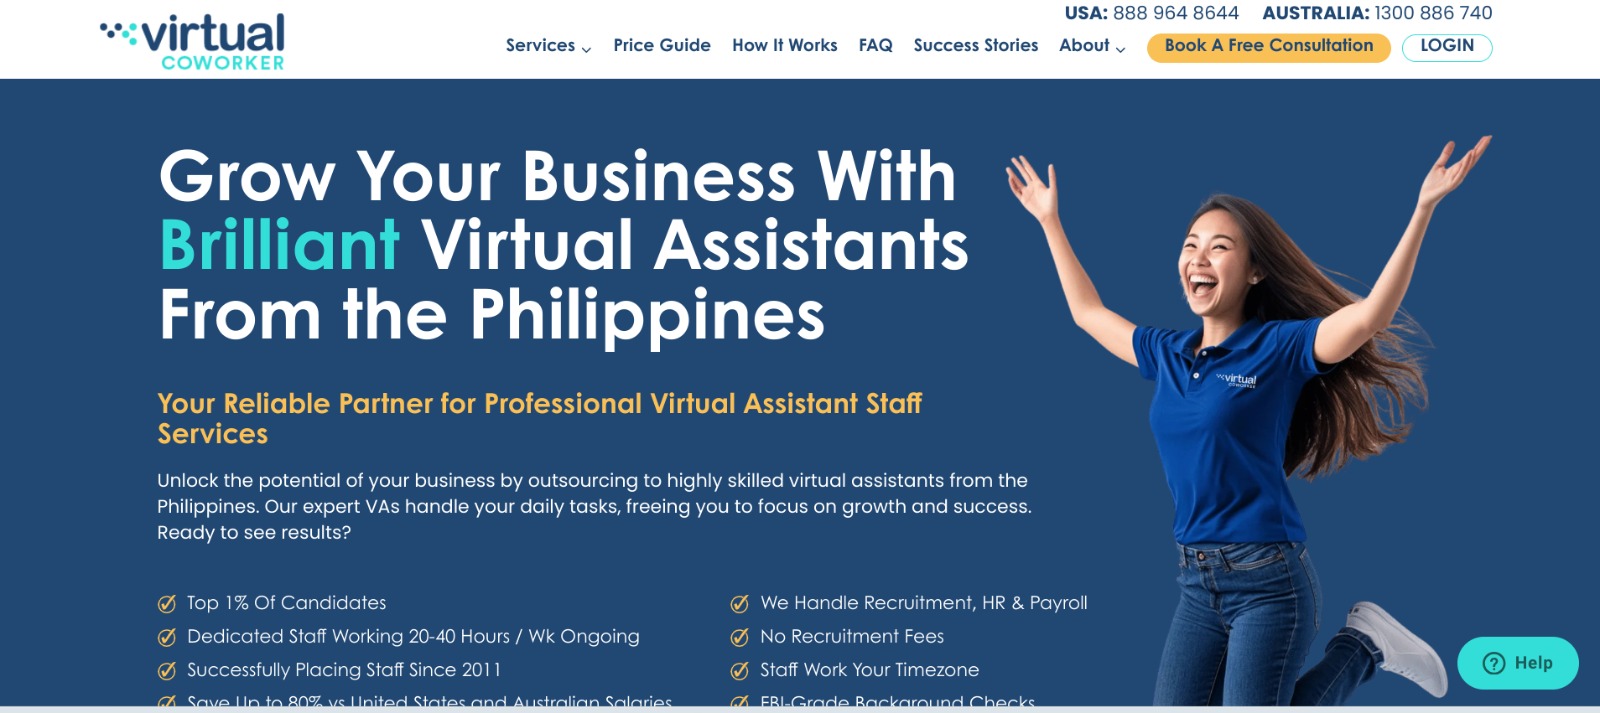 virtual
COWORKER
USA: 888 964 8644 AUSTRALIA: 1300 886 740
Services Price Guide How It Works FAQ Success Stories About Book A Free Consultation LOGIN
Grow Your Business With
Brilliant Virtual Assistants
From the Philippines
Your Reliable Partner for Professional Virtual Assistant Staff
Services
Unlock the potential of your business by outsourcing to highly skilled virtual assistants from the
Philippines. Our expert VAs handle your daily tasks, freeing you to focus on growth and success.
Ready to see results?
Top 1% Of Candidates
Dedicated Staff Working 20-40 Hours / Wk Ongoing
Successfully Placing Staff Since 2011
Save Up to 80% vs United States and Australian Salaries
We Handle Recruitment, HR & Payroll
No Recruitment Fees
Staff Work Your Timezone
FBI-Grade Background Checks
virtual
COWORKER
Help